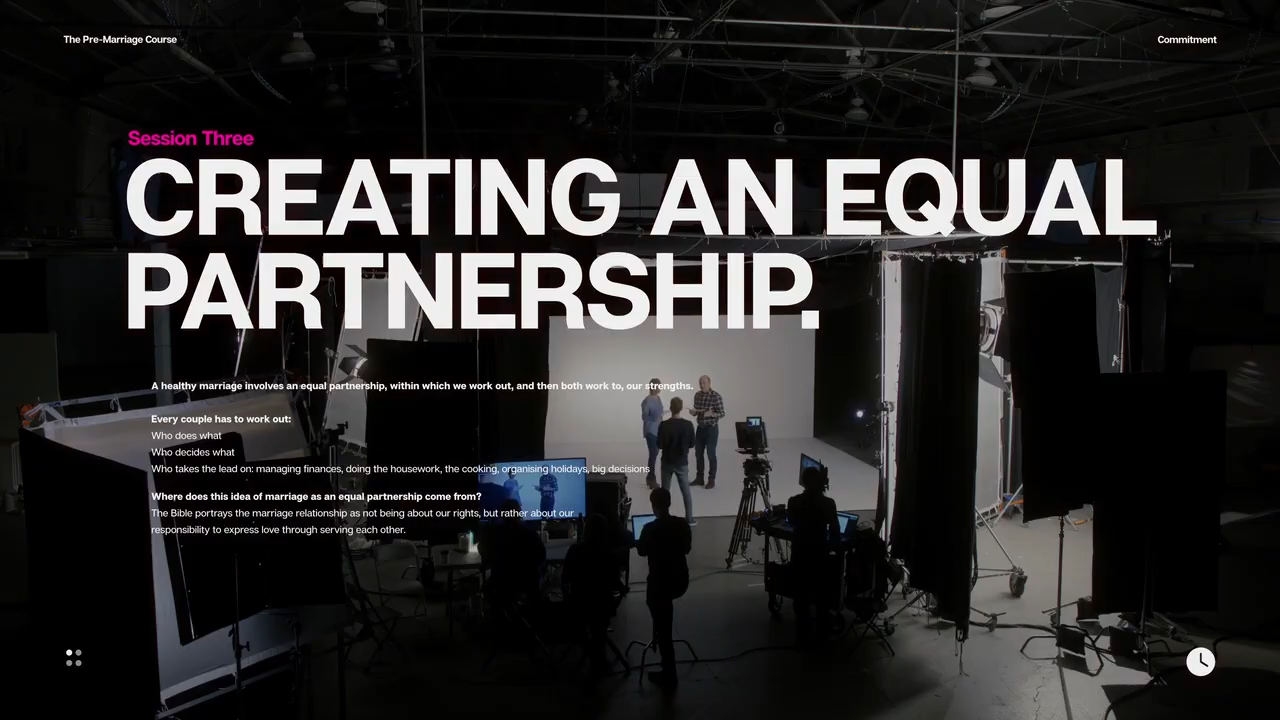 The Pre-Marriage Course
Commitment
Session Three
CREATING AN EQUAL
PARTNERSHIP.
A healthy marriage involves an equal partnership, within which we work out, and then both work to, our strengths.
Every couple has to work out:
Who does what
Who decides what
Who takes the lead on: managing finances, doing the housework, the cooking, organising holidays, big decisions
Where does this idea of marriage as an equal partnership come from?
The Bible portrays the marriage relationship as not being about our rights, but rather about our
responsibility to express love through serving each other.